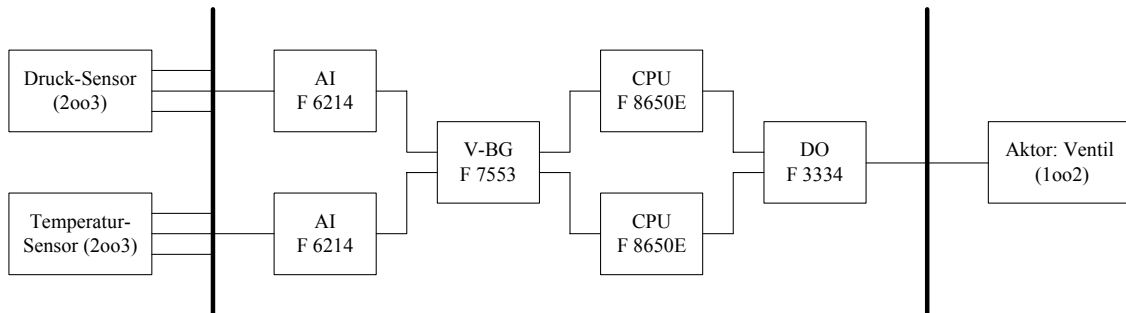 Druck-Sensor
(2oo3)
AI
F 6214
CPU
F 8650E
V-BG
F 7553
DO
F 3334
Aktor: Ventil
(1oo2)
Temperatur-
Sensor (2oo3)
AI
F 6214
CPU
F 8650E